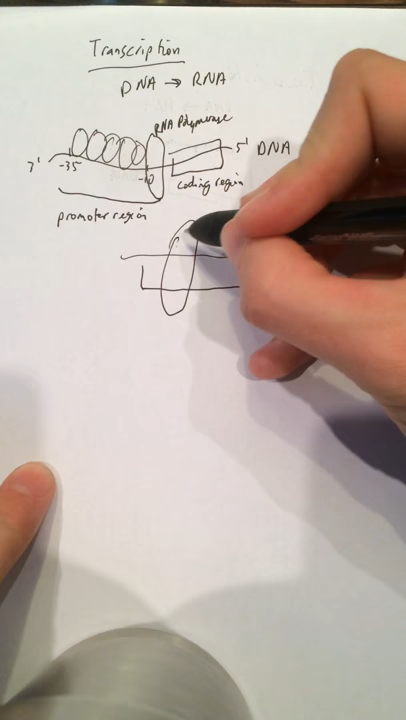 Transcription
DNA → RNA
RNA Polymerase
3' -35 -10 5' DNA
coding region
promoter region